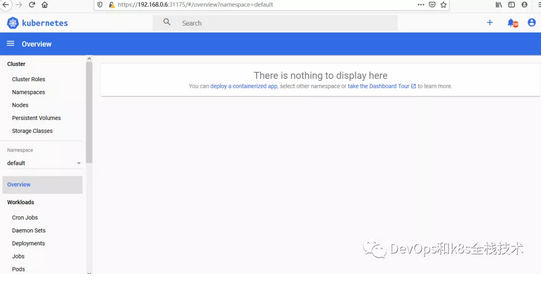 https://192.168.0.6:31175/#/overview?namespace=default
kubernetes
Search
Overview
Cluster
Cluster Roles
Namespaces
Nodes
Persistent Volumes
Storage Classes
Namespace
default
Overview
Workloads
Cron Jobs
Daemon Sets
Deployments
Jobs
Pods
There is nothing to display here
You can deploy a containerized app, select other namespace or take the Dashboard Tour to learn more.
DevOps和k8s全栈技术